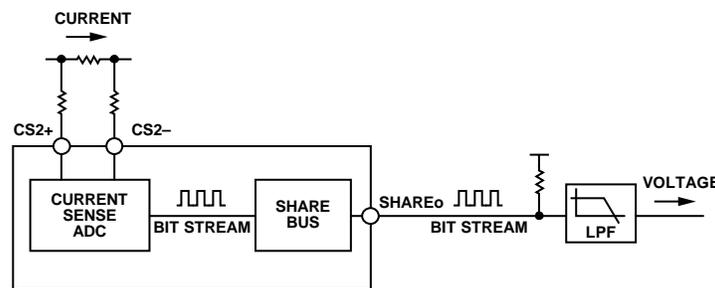 CURRENT
CS2+
CS2–
CURRENT
SENSE
ADC
BIT STREAM
SHARE
BUS
SHAREo
BIT STREAM
LPF
VOLTAGE